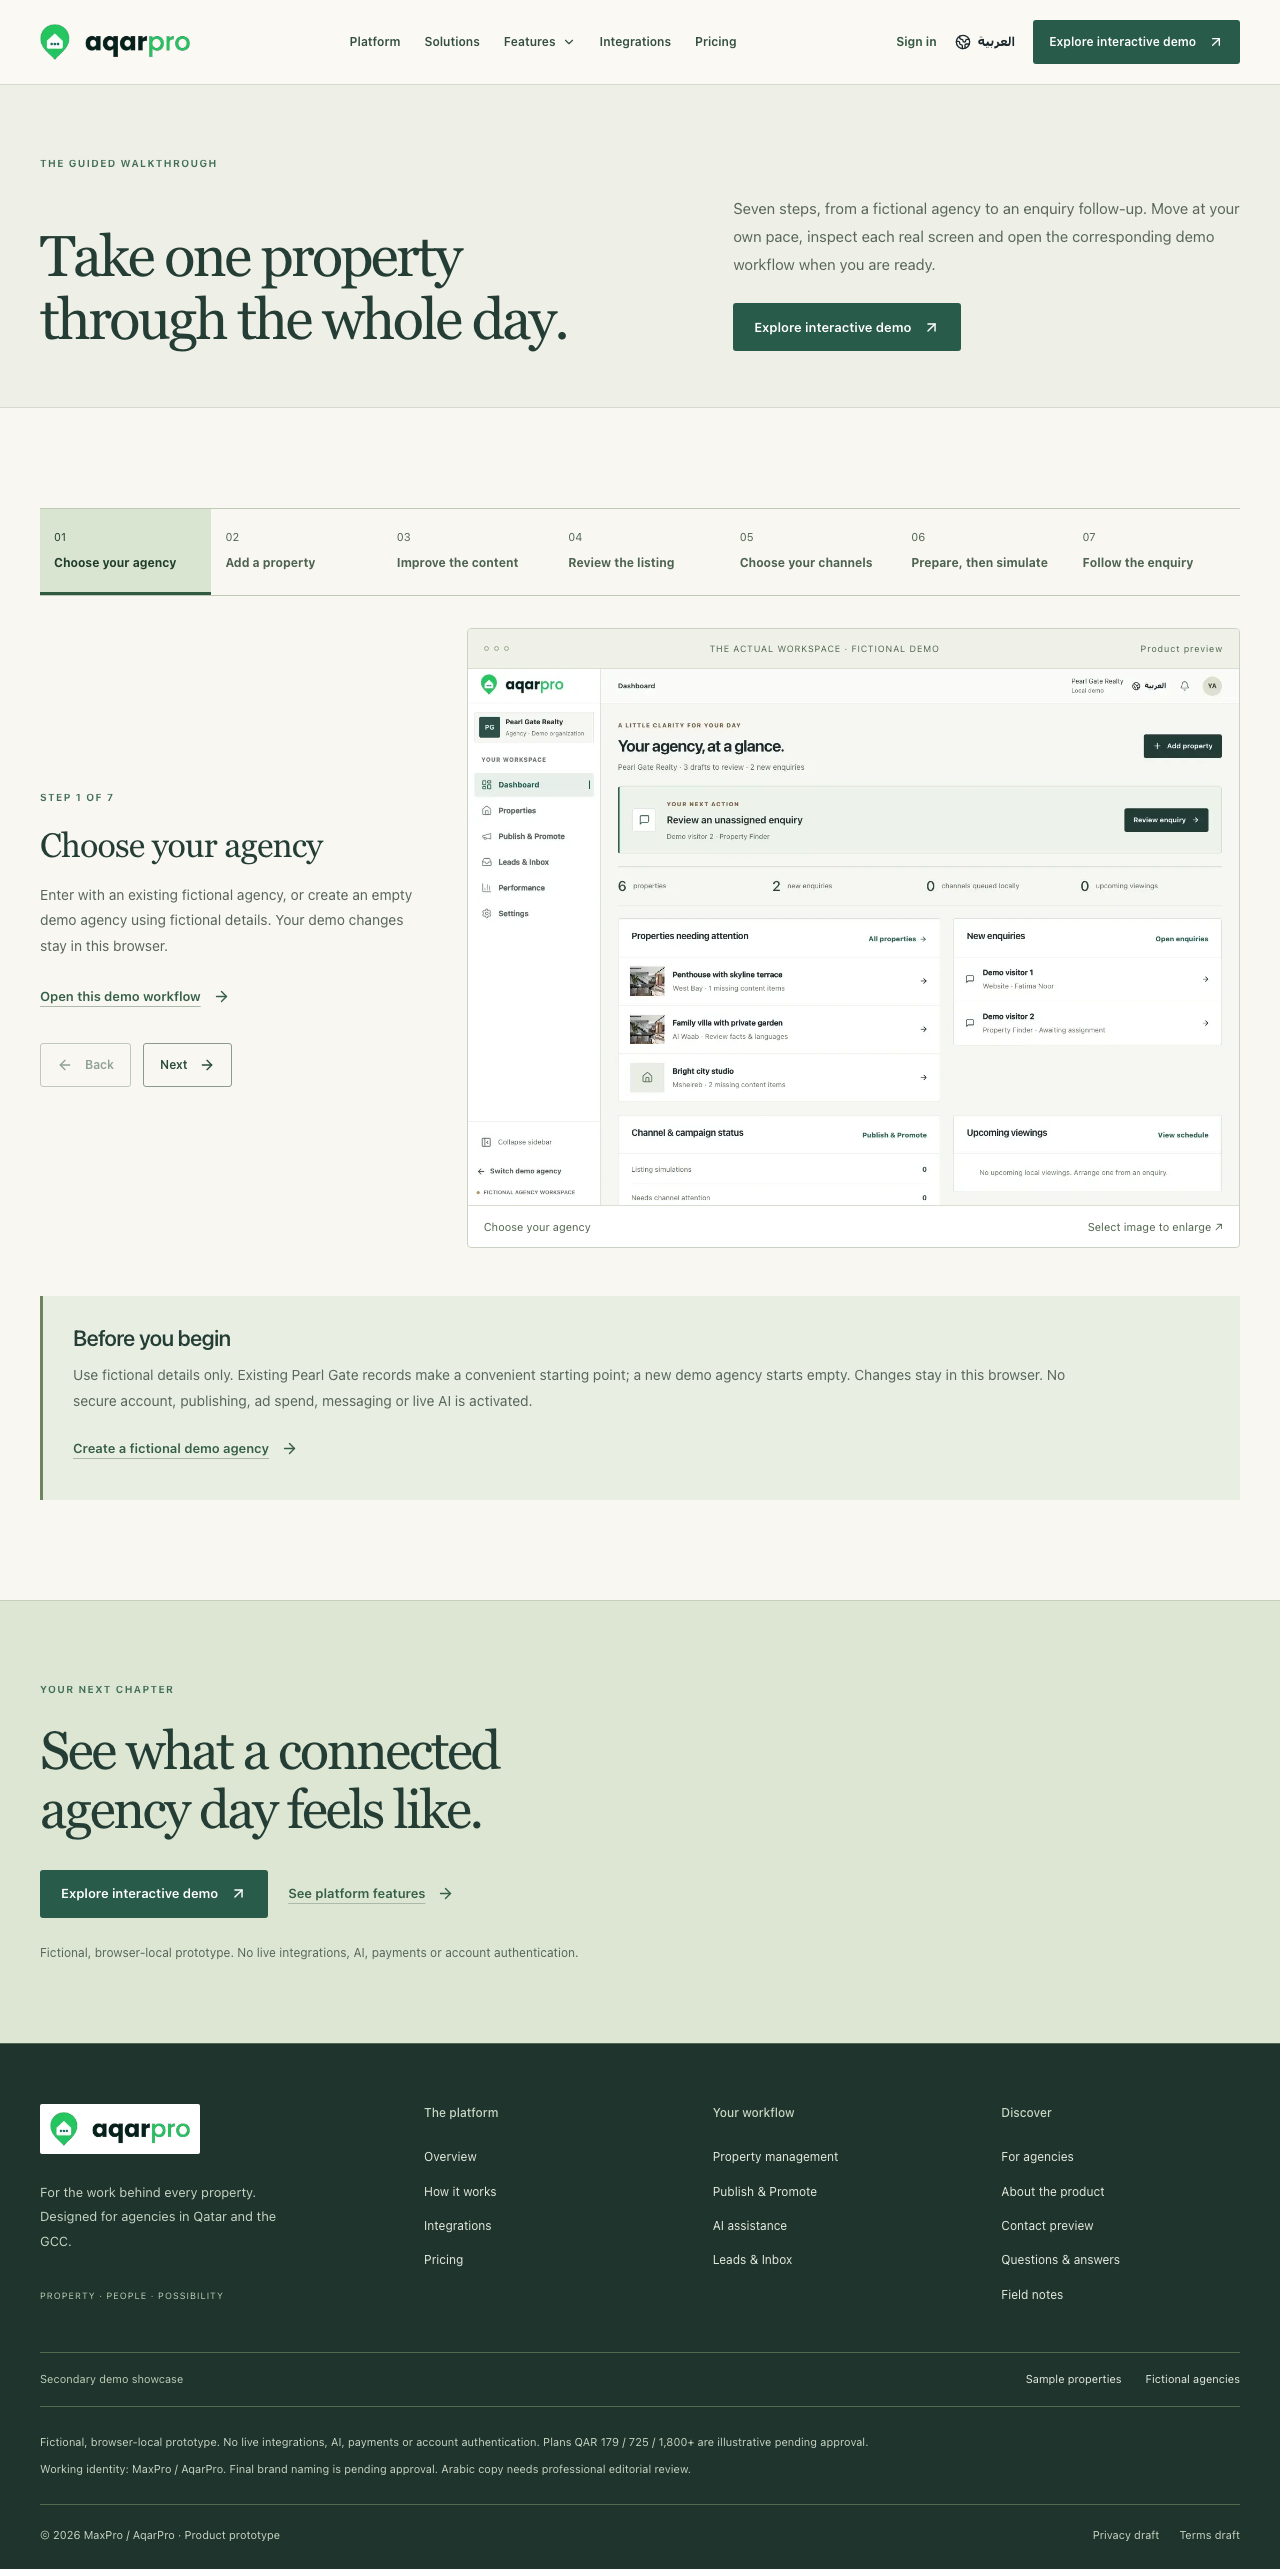 aqarpro
Platform
Solutions
Features
Integrations
Pricing
Sign in
العربية
Explore interactive demo
THE GUIDED WALKTHROUGH
Take one property
through the whole day.
Seven steps, from a fictional agency to an enquiry follow-up. Move at your
own pace, inspect each real screen and open the corresponding demo
workflow when you are ready.
Explore interactive demo
01
Choose your agency
02
Add a property
03
Improve the content
04
Review the listing
05
Choose your channels
06
Prepare, then simulate
07
Follow the enquiry
STEP 1 OF 7
Choose your agency
Enter with an existing fictional agency, or create an empty
demo agency using fictional details. Your demo changes
stay in this browser.
Open this demo workflow
Back
Next
THE ACTUAL WORKSPACE · FICTIONAL DEMO
Product preview
aqarpro
PG
Pearl Gate Realty
Agency · Demo organization
YOUR WORKSPACE
Dashboard
Properties
Publish & Promote
Leads & Inbox
Performance
Settings
Collapse sidebar
Switch demo agency
FICTIONAL AGENCY WORKSPACE
Dashboard
Pearl Gate Realty
Local demo
العربية
YA
A LITTLE CLARITY FOR YOUR DAY
Your agency, at a glance.
Pearl Gate Realty · 3 drafts to review · 2 new enquiries
Add property
YOUR NEXT ACTION
Review an unassigned enquiry
Demo visitor 2 · Property Finder
Review enquiry
6 properties
2 new enquiries
0 channels queued locally
0 upcoming viewings
Properties needing attention
All properties
Penthouse with skyline terrace
West Bay · 1 missing content items
Family villa with private garden
Al Waab · Review facts & languages
Bright city studio
Msheireb · 2 missing content items
New enquiries
Open enquiries
Demo visitor 1
Website · Fatima Noor
Demo visitor 2
Property Finder · Awaiting assignment
Channel & campaign status
Publish & Promote
Listing simulations 0
Needs channel attention 0
Upcoming viewings
View schedule
No upcoming local viewings. Arrange one from an enquiry.
Choose your agency
Select image to enlarge ↗
Before you begin
Use fictional details only. Existing Pearl Gate records make a convenient starting point; a new demo agency starts empty. Changes stay in this browser. No
secure account, publishing, ad spend, messaging or live AI is activated.
Create a fictional demo agency
YOUR NEXT CHAPTER
See what a connected
agency day feels like.
Explore interactive demo
See platform features
Fictional, browser-local prototype. No live integrations, AI, payments or account authentication.
aqarpro
For the work behind every property.
Designed for agencies in Qatar and the
GCC.
PROPERTY · PEOPLE · POSSIBILITY
The platform
Overview
How it works
Integrations
Pricing
Your workflow
Property management
Publish & Promote
AI assistance
Leads & Inbox
Discover
For agencies
About the product
Contact preview
Questions & answers
Field notes
Secondary demo showcase
Sample properties
Fictional agencies
Fictional, browser-local prototype. No live integrations, AI, payments or account authentication. Plans QAR 179 / 725 / 1,800+ are illustrative pending approval.
Working identity: MaxPro / AqarPro. Final brand naming is pending approval. Arabic copy needs professional editorial review.
© 2026 MaxPro / AqarPro · Product prototype
Privacy draft
Terms draft